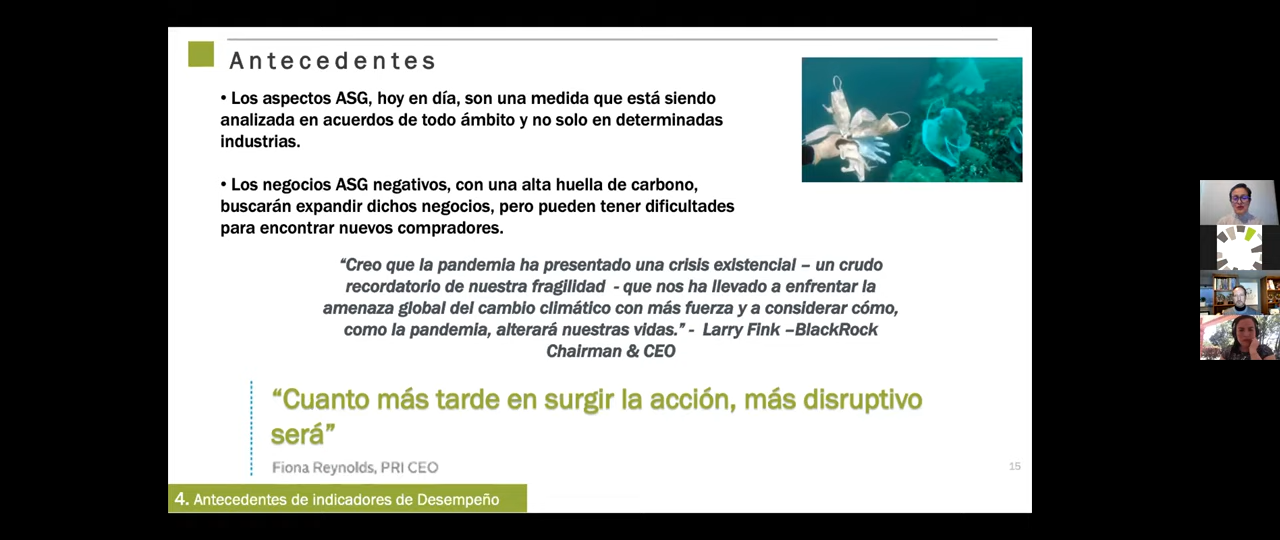 Antecedentes
• Los aspectos ASG, hoy en día, son una medida que está siendo
analizada en acuerdos de todo ámbito y no solo en determinadas
industrias.
• Los negocios ASG negativos, con una alta huella de carbono,
buscarán expandir dichos negocios, pero pueden tener dificultades
para encontrar nuevos compradores.
“Creo que la pandemia ha presentado una crisis existencial – un crudo
recordatorio de nuestra fragilidad - que nos ha llevado a enfrentar la
amenaza global del cambio climático con más fuerza y a considerar cómo,
como la pandemia, alterará nuestras vidas.” - Larry Fink –BlackRock
Chairman & CEO
“Cuanto más tarde en surgir la acción, más disruptivo
será”
Fiona Reynolds, PRI CEO
15
4. Antecedentes de indicadores de Desempeño